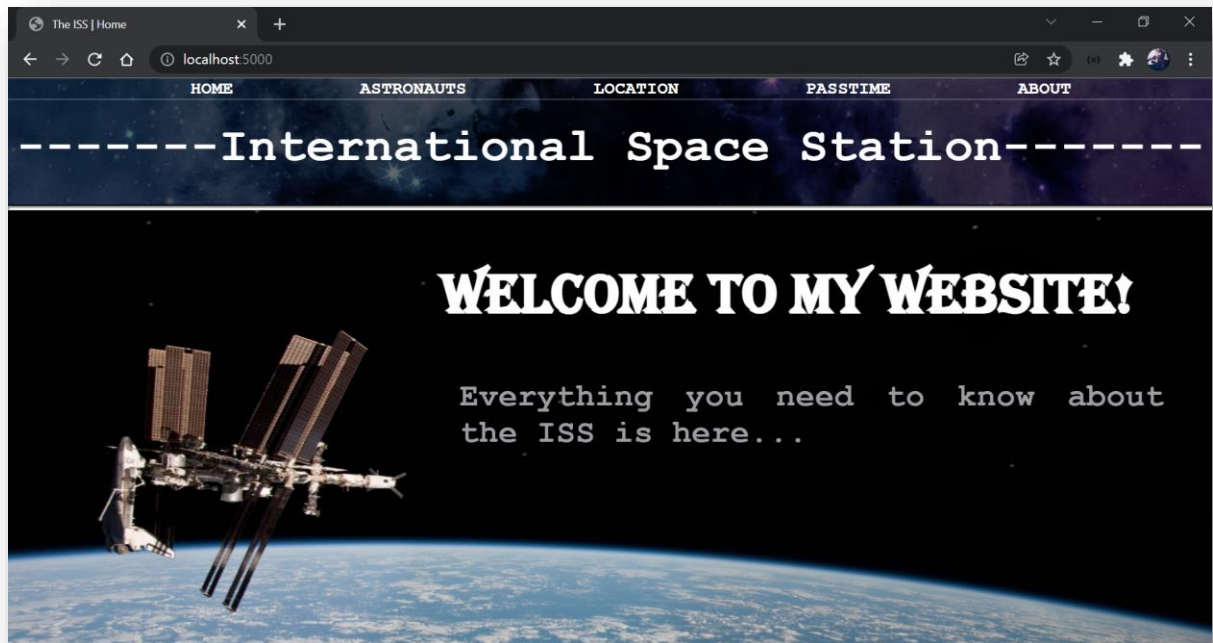 The ISS | Home
localhost:5000
HOME ASTRONAUTS LOCATION PASSTIME ABOUT
-------International Space Station-------
WELCOME TO MY WEBSITE!
Everything you need to know about
the ISS is here...